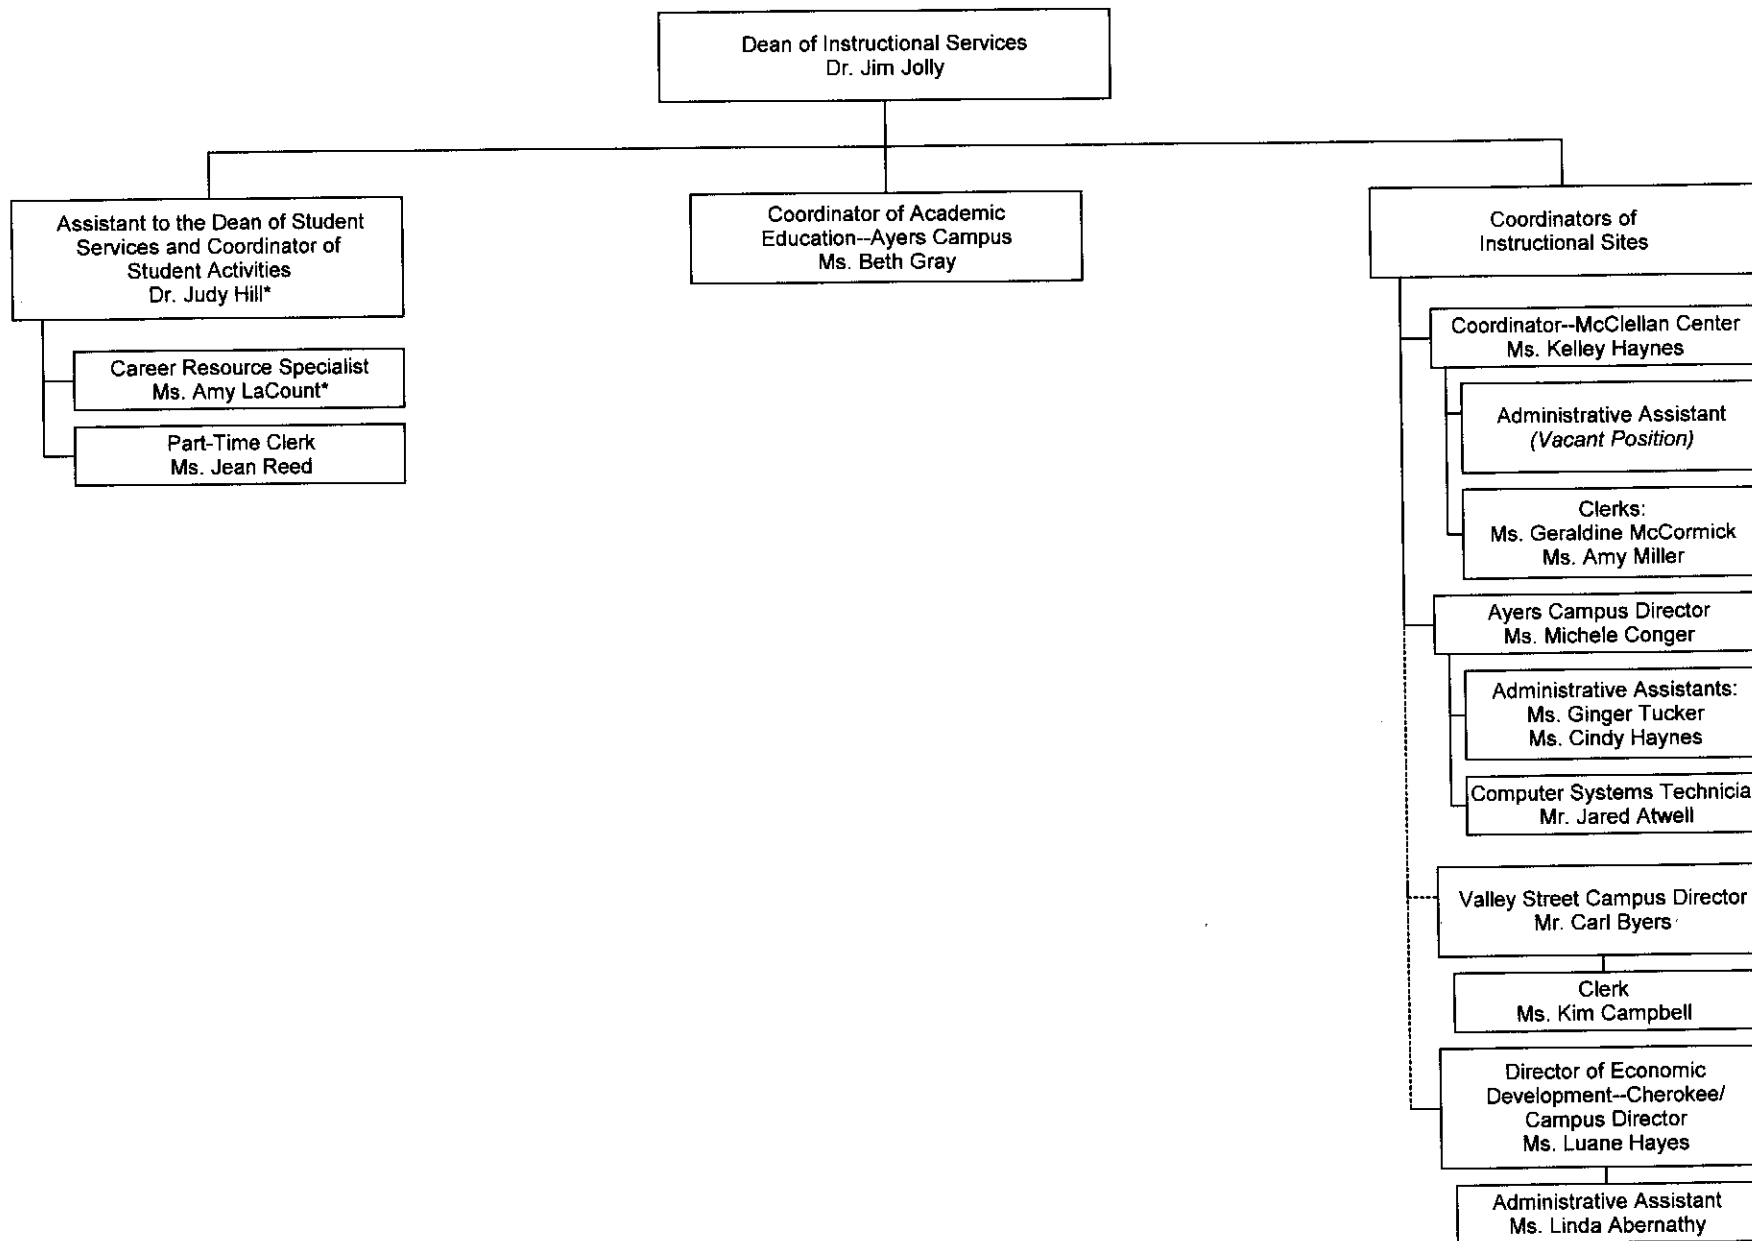 Dean of Instructional Services
Dr. Jim Jolly
Assistant to the Dean of Student
Services and Coordinator of
Student Activities
Dr. Judy Hill*
Career Resource Specialist
Ms. Amy LaCount*
Part-Time Clerk
Ms. Jean Reed
Coordinator of Academic
Education--Ayers Campus
Ms. Beth Gray
Coordinators of
Instructional Sites
Coordinator--McClellan Center
Ms. Kelley Haynes
Administrative Assistant
(Vacant Position)
Clerks:
Ms. Geraldine McCormick
Ms. Amy Miller
Ayers Campus Director
Ms. Michele Conger
Administrative Assistants:
Ms. Ginger Tucker
Ms. Cindy Haynes
Computer Systems Technicia
Mr. Jared Atwell
Valley Street Campus Director
Mr. Carl Byers
Clerk
Ms. Kim Campbell
Director of Economic
Development--Cherokee/
Campus Director
Ms. Luane Hayes
Administrative Assistant
Ms. Linda Abernathy